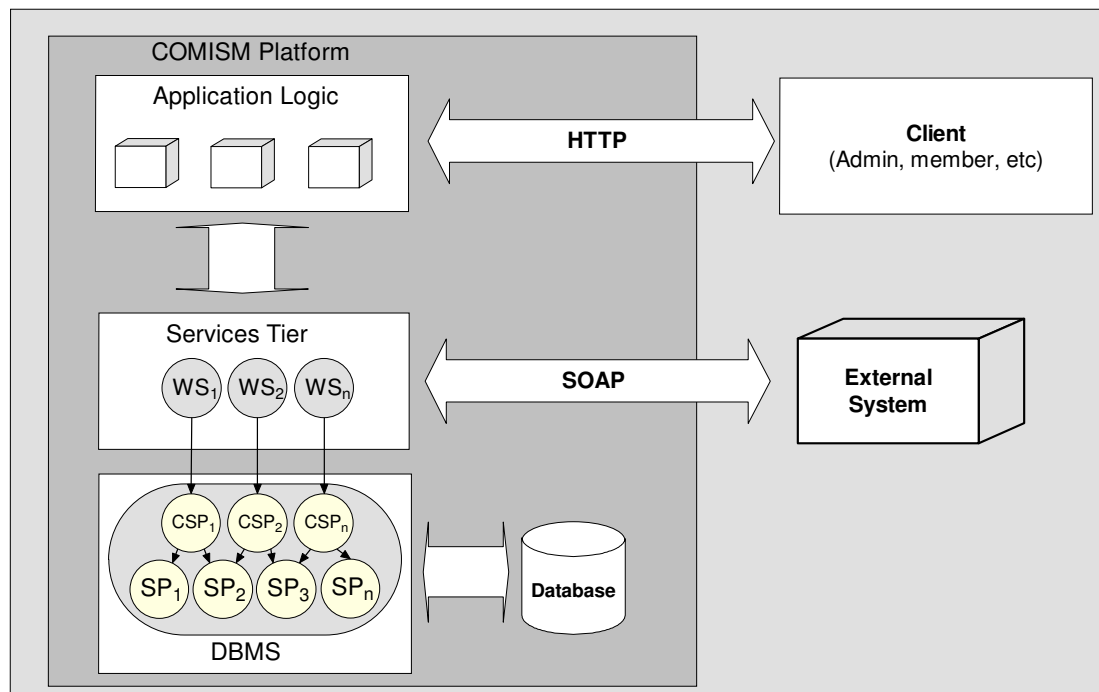 COMISM Platform
Application Logic
HTTP
Client
(Admin, member, etc)
Services Tier
WS₁ WS₂ WSₙ
SOAP
External
System
CSP₁ CSP₂ CSPₙ
SP₁ SP₂ SP₃ SPₙ
Database
DBMS